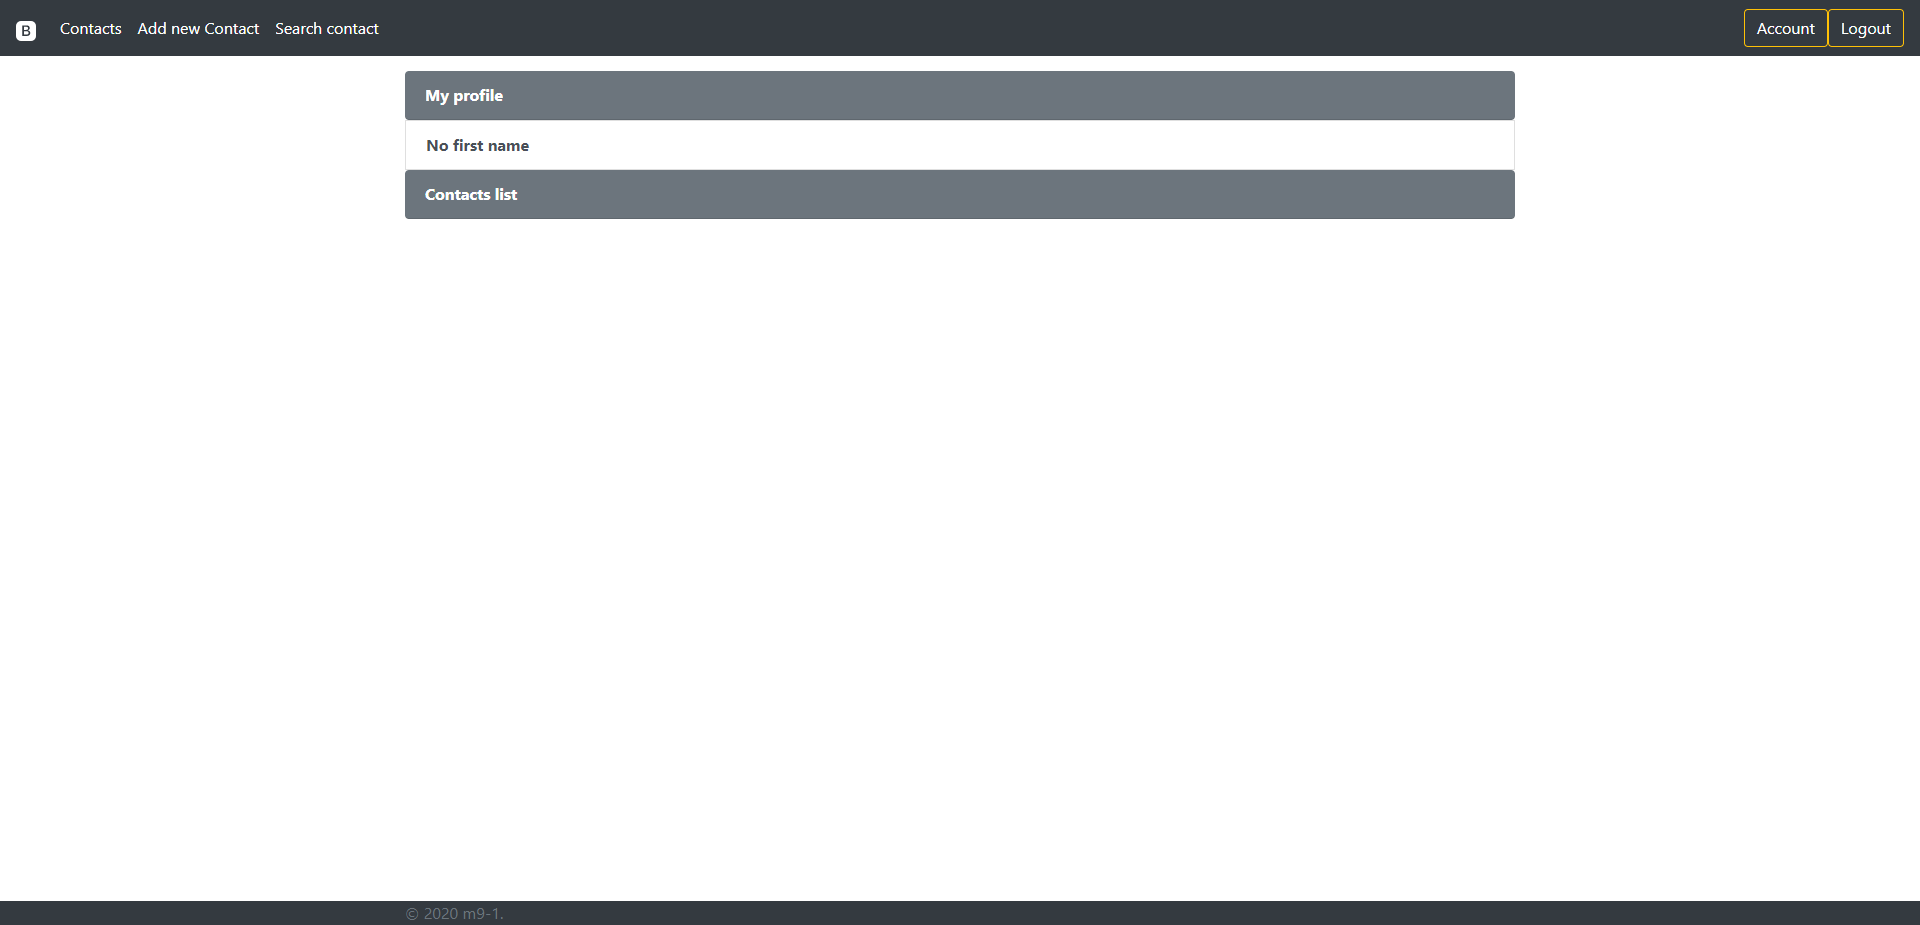 B Contacts Add new Contact Search contact Account Logout
My profile
No first name
Contacts list
© 2020 m9-1.